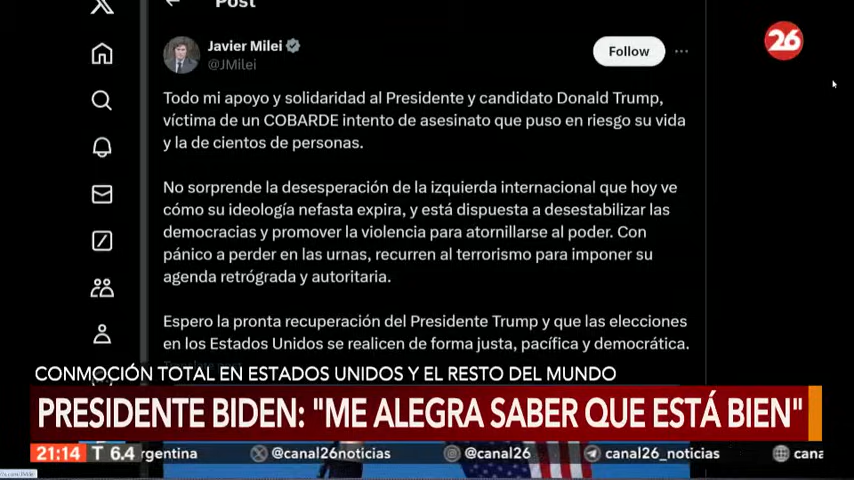 Post
Javier Milei
@JMilei
Follow
26
Todo mi apoyo y solidaridad al Presidente y candidato Donald Trump,
víctima de un COBARDE intento de asesinato que puso en riesgo su vida
y la de cientos de personas.
No sorprende la desesperación de la izquierda internacional que hoy ve
cómo su ideología nefasta expira, y está dispuesta a desestabilizar las
democracias y promover la violencia para atornillarse al poder. Con
pánico a perder en las urnas, recurren al terrorismo para imponer su
agenda retrógrada y autoritaria.
Espero la pronta recuperación del Presidente Trump y que las elecciones
en los Estados Unidos se realicen de forma justa, pacífica y democrática.
CONMOCIÓN TOTAL EN ESTADOS UNIDOS Y EL RESTO DEL MUNDO
PRESIDENTE BIDEN: "ME ALEGRA SABER QUE ESTÁ BIEN"
21:14 T 6.4 rgentina @canal26noticias @canal26 canal26_noticias cana